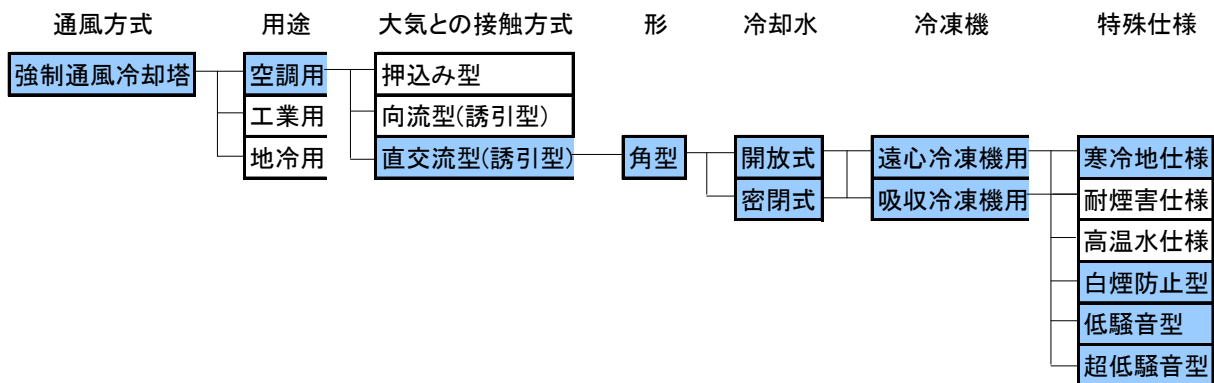 通風方式 用途 大気との接触方式 形 冷却水 冷凍機 特殊仕様
強制通風冷却塔 空調用 押込み型
工業用 向流型(誘引型)
地冷用 直交流型(誘引型) 角型 開放式 遠心冷凍機用 寒冷地仕様
密閉式 吸収冷凍機用 耐煙害仕様
高温水仕様
白煙防止型
低騒音型
超低騒音型